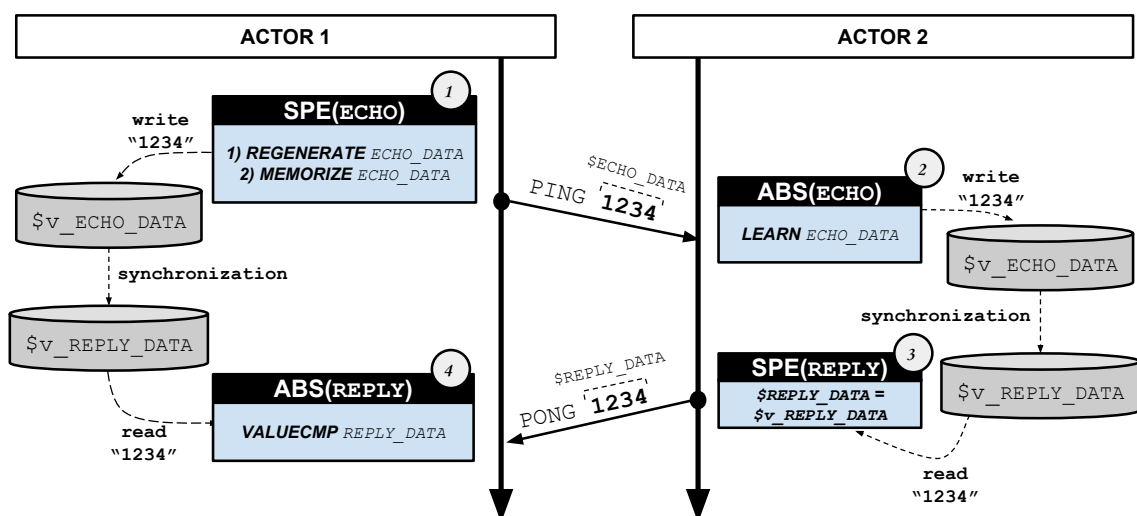 ACTOR 1
ACTOR 2
1
SPE(ECHO)
1) REGENERATE ECHO_DATA
2) MEMORIZE ECHO_DATA
write
“1234”
$v_ECHO_DATA
synchronization
$v_REPLY_DATA
read
“1234”
4
ABS(REPLY)
VALUECMP REPLY_DATA
$ECHO_DATA
PING 1234
$REPLY_DATA
PONG 1234
2
ABS(ECHO)
LEARN ECHO_DATA
write
“1234”
$v_ECHO_DATA
synchronization
3
SPE(REPLY)
$REPLY_DATA =
$v_REPLY_DATA
$v_REPLY_DATA
read
“1234”